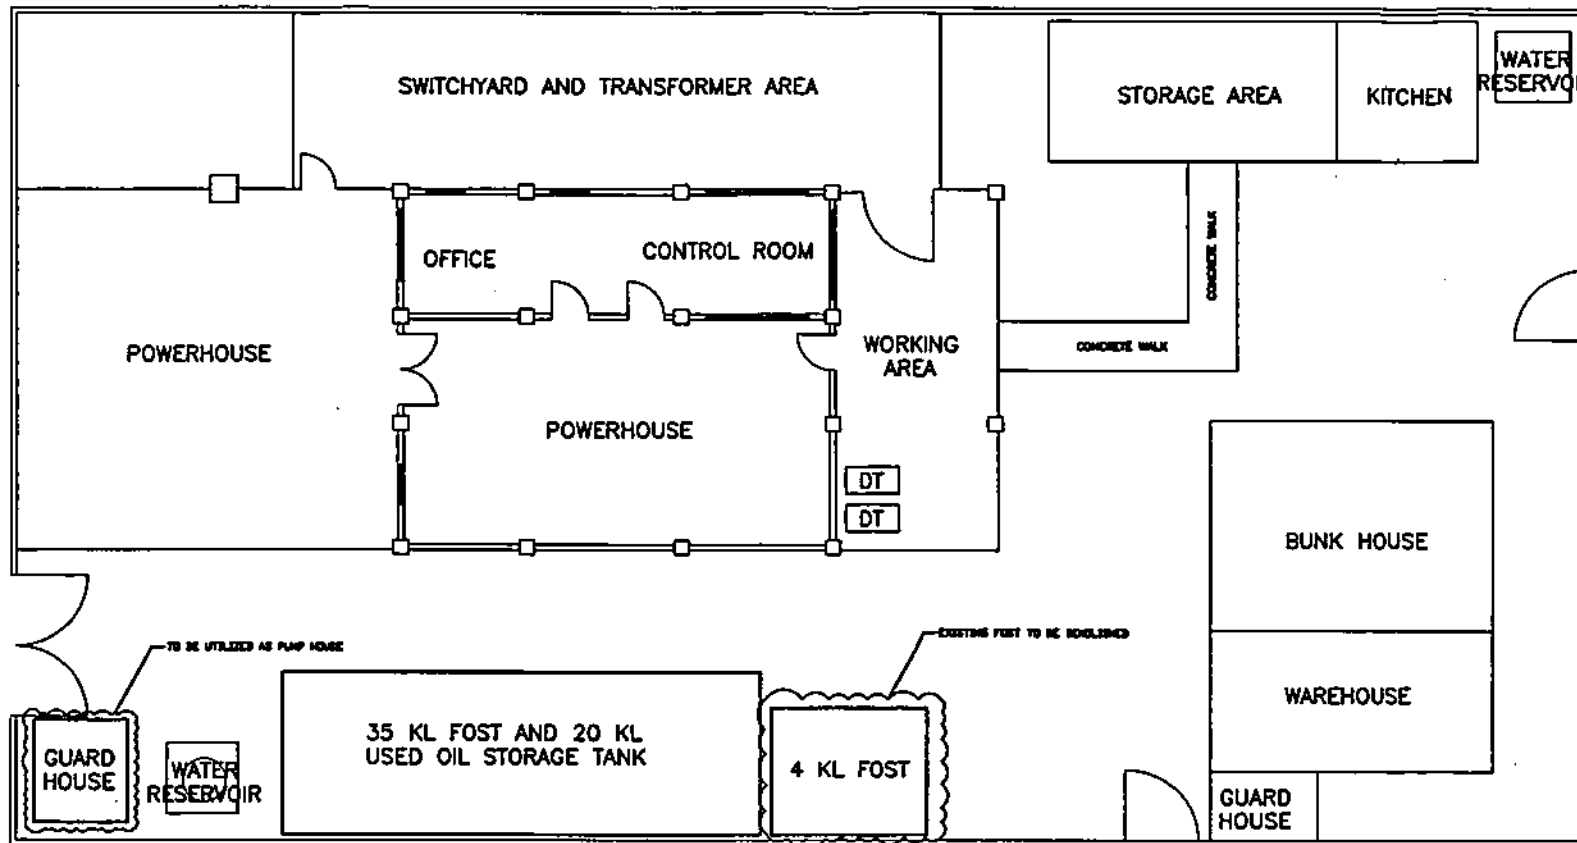 SWITCHYARD AND TRANSFORMER AREA
STORAGE AREA
KITCHEN
WATER
RESERVOI
OFFICE
CONTROL ROOM
CONCRETE WALK
POWERHOUSE
WORKING
AREA
CONCRETE WALK
POWERHOUSE
DT
DT
BUNK HOUSE
TO BE UTILIZED AS PUMP HOUSE
EXISTING FOST TO BE DEMOLISHED
WAREHOUSE
35 KL FOST AND 20 KL
USED OIL STORAGE TANK
GUARD
HOUSE
WATER
RESERVOIR
4 KL FOST
GUARD
HOUSE